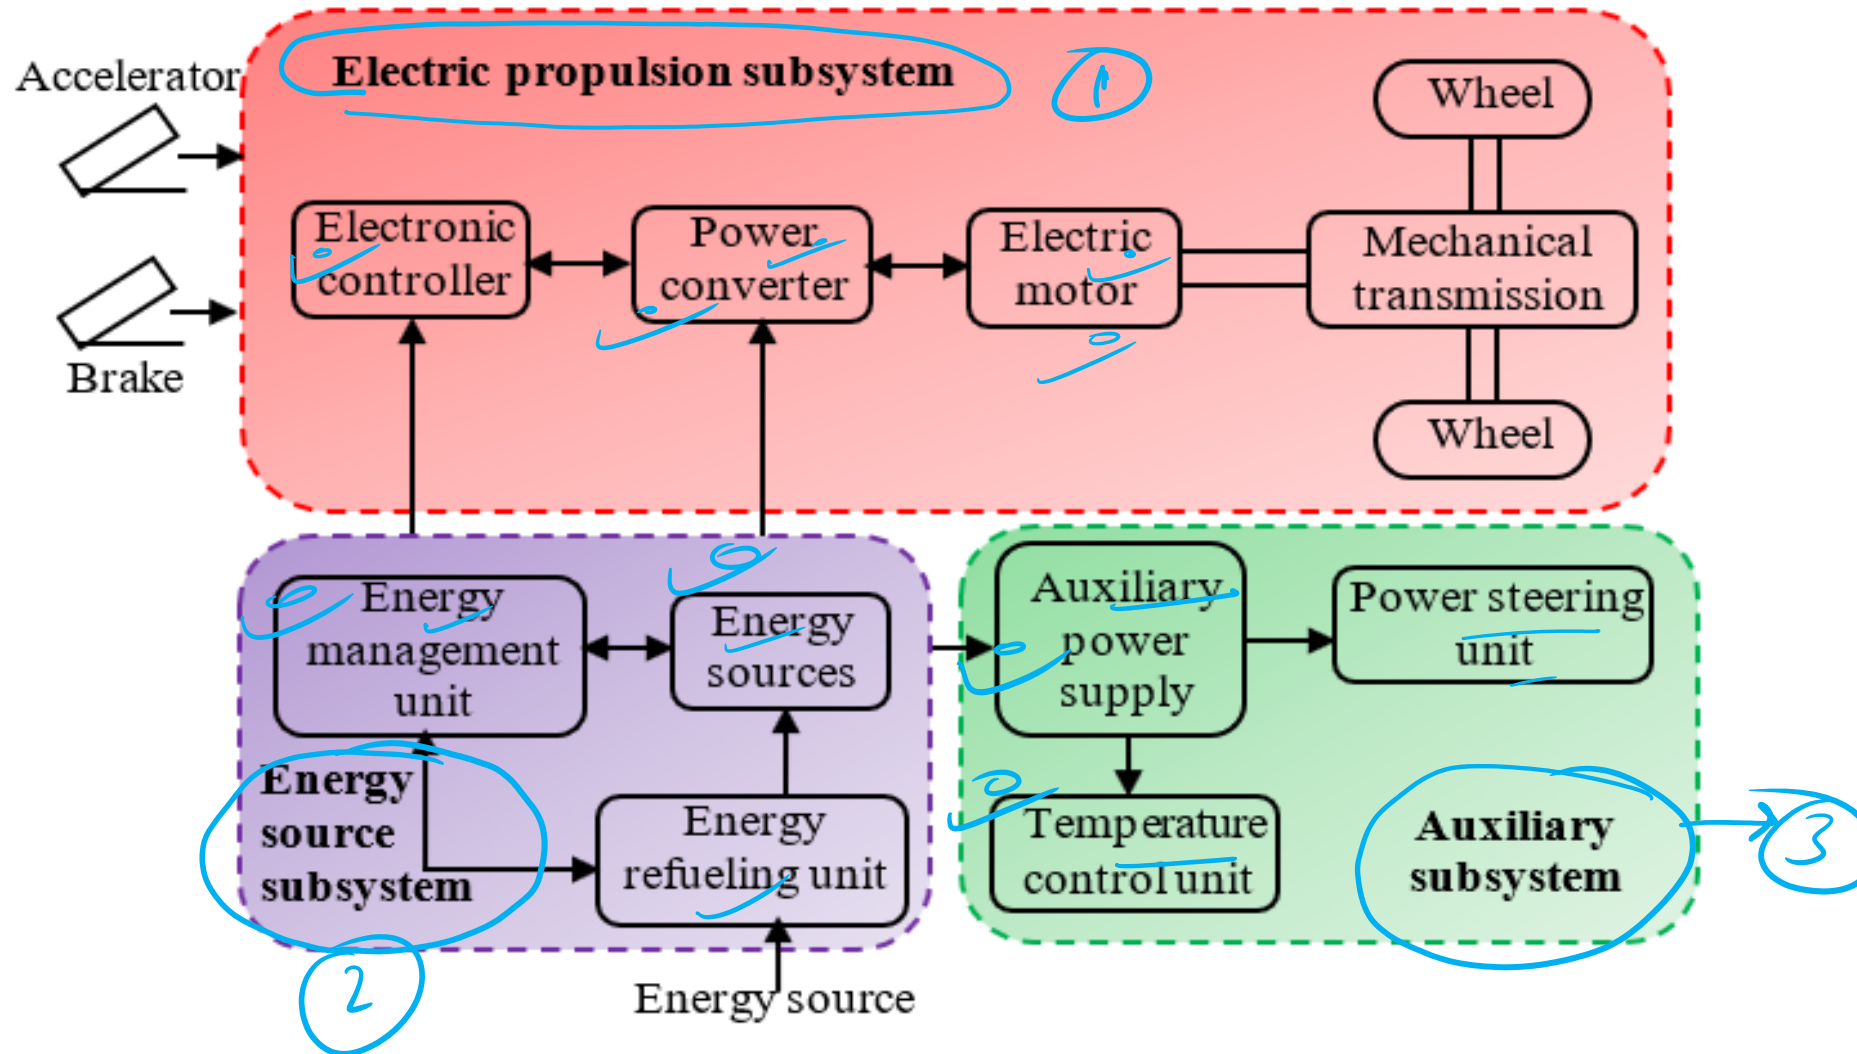 Accelerator
Electric propulsion subsystem
1
Wheel
Electronic
controller
Power
converter
Electric
motor
Mechanical
transmission
Brake
Wheel
Energy
management
unit
Energy
sources
Auxiliary
power
supply
Power steering
unit
Energy
source
subsystem
Energy
refueling unit
Temperature
control unit
Auxiliary
subsystem
3
2
Energy source